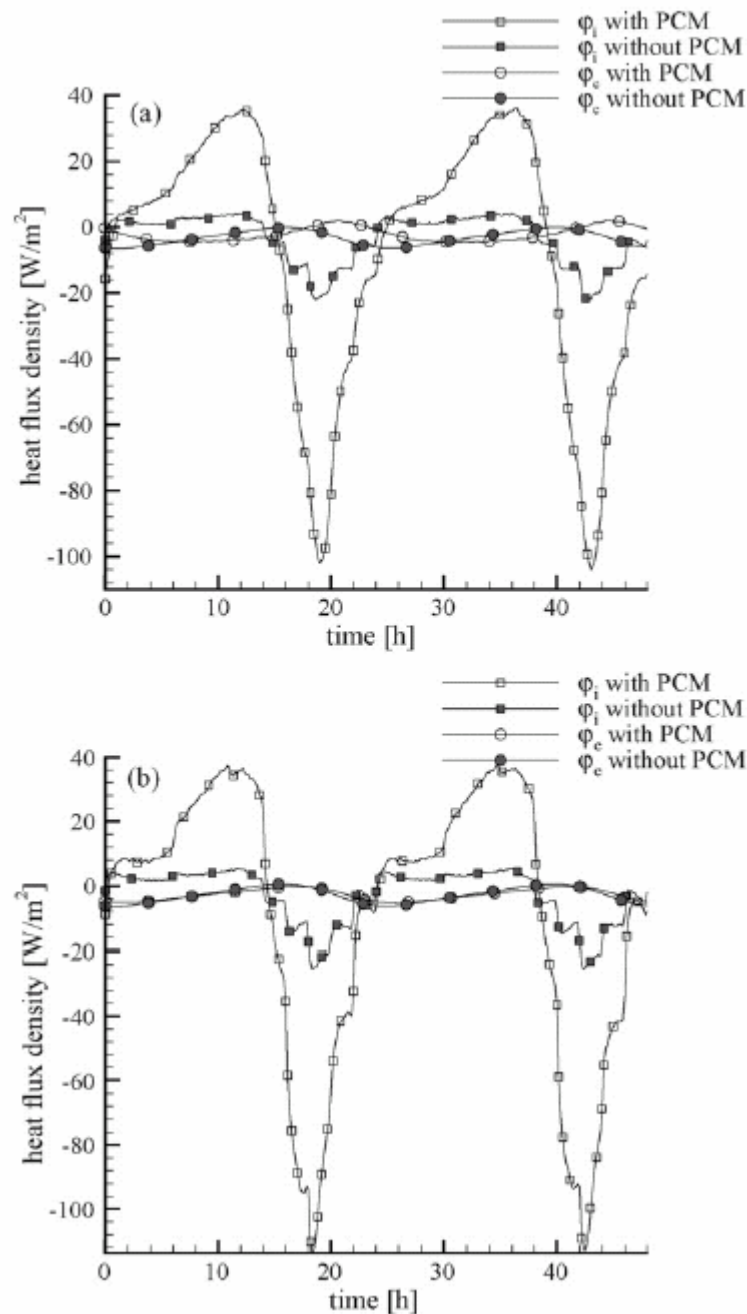 φi with PCM
φi without PCM
φe with PCM
φe without PCM
(a)
40
20
0
-20
-40
-60
-80
-100
heat flux density [W/m²]
0
10
20
30
40
time [h]
φi with PCM
φi without PCM
φe with PCM
φe without PCM
(b)
40
20
0
-20
-40
-60
-80
-100
heat flux density [W/m²]
0
10
20
30
40
time [h]